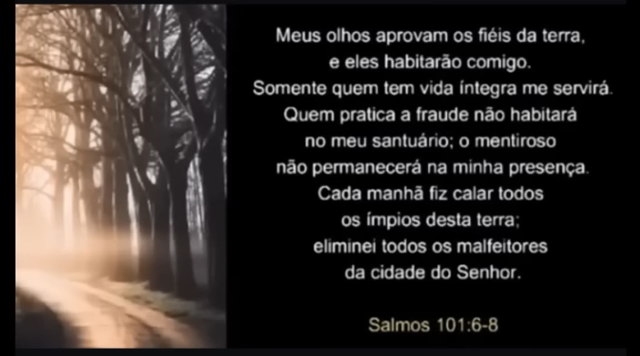 Meus olhos aprovam os fiéis da terra,
e eles habitarão comigo.
Somente quem tem vida íntegra me servirá.
Quem pratica a fraude não habitará
no meu santuário; o mentiroso
não permanecerá na minha presença.
Cada manhã fiz calar todos
os ímpios desta terra;
eliminei todos os malfeitores
da cidade do Senhor.
Salmos 101:6-8